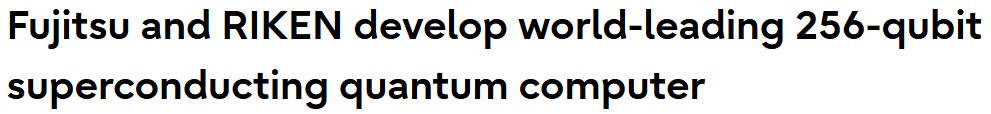 Fujitsu and RIKEN develop world-leading 256-qubit
superconducting quantum computer